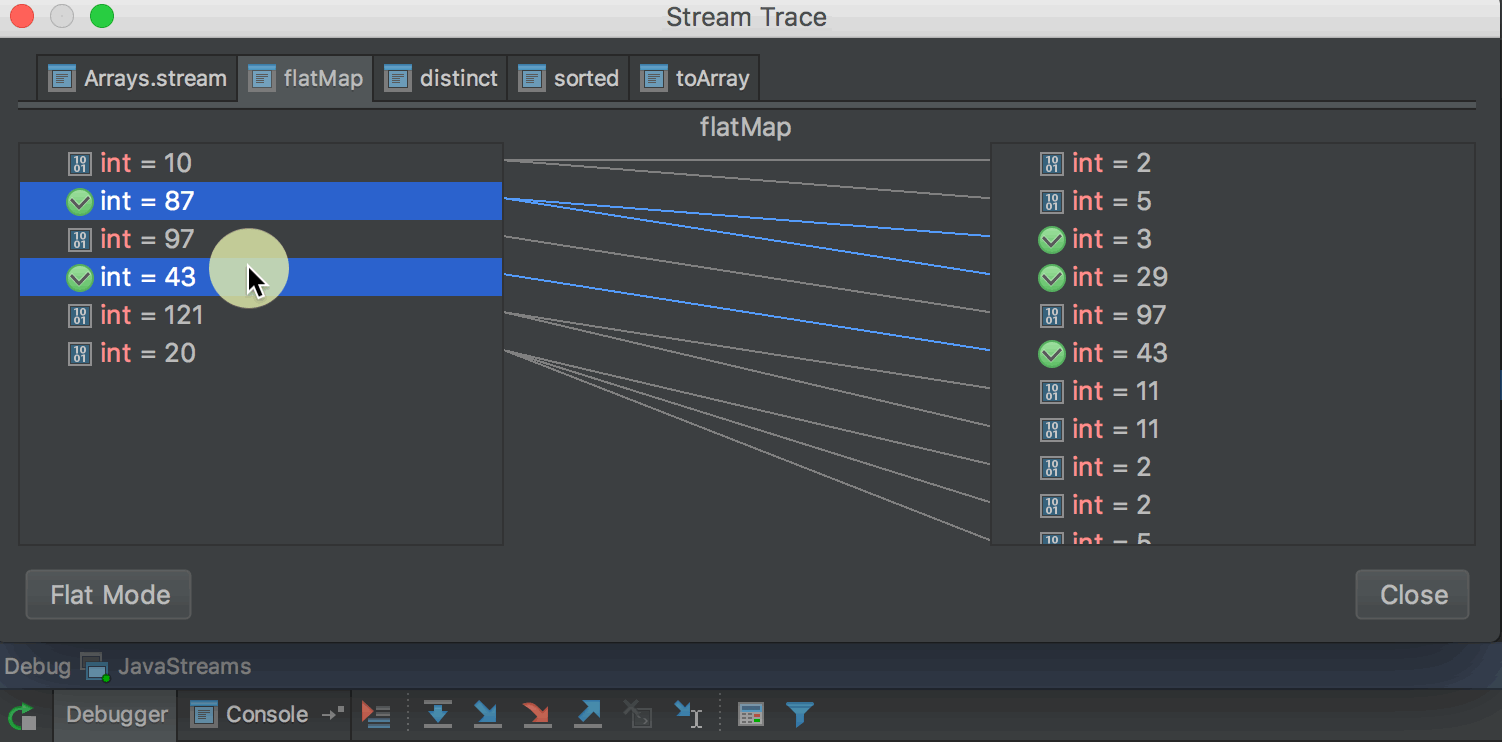 Stream Trace
Arrays.stream
flatMap
distinct
sorted
toArray
flatMap
int = 10
int = 87
int = 97
int = 43
int = 121
int = 20
int = 2
int = 5
int = 3
int = 29
int = 97
int = 43
int = 11
int = 11
int = 2
int = 2
int = 5
Flat Mode
Close
Debug JavaStreams
Debugger
Console